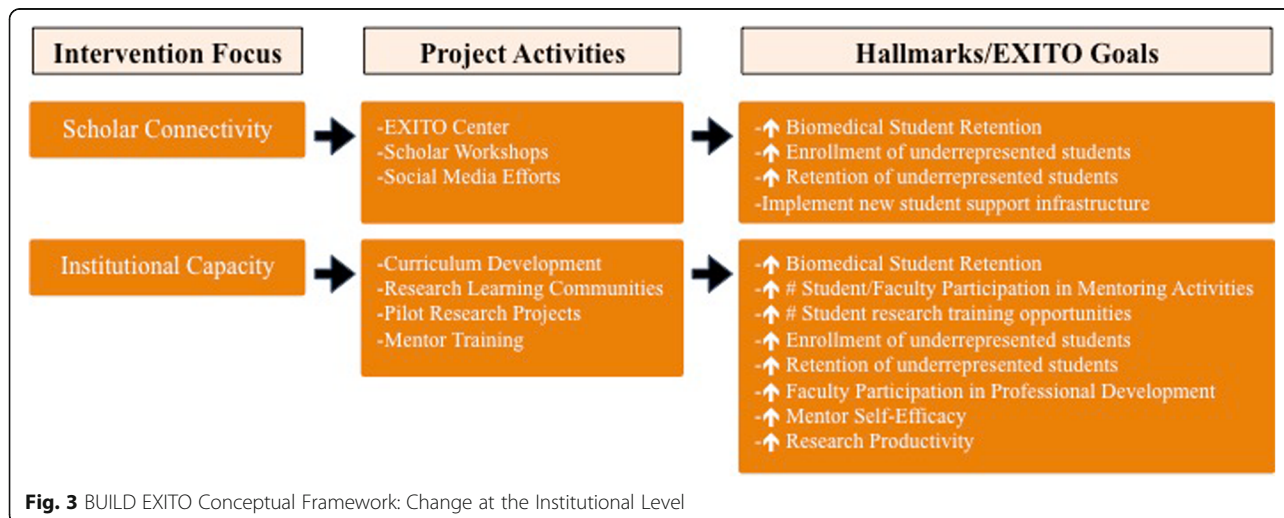 Intervention Focus
Project Activities
Hallmarks/EXITO Goals
Scholar Connectivity
-EXITO Center
-Scholar Workshops
-Social Media Efforts
-↑ Biomedical Student Retention
-↑ Enrollment of underrepresented students
-↑ Retention of underrepresented students
-Implement new student support infrastructure
Institutional Capacity
-Curriculum Development
-Research Learning Communities
-Pilot Research Projects
-Mentor Training
-↑ Biomedical Student Retention
-↑ # Student/Faculty Participation in Mentoring Activities
-↑ # Student research training opportunities
-↑ Enrollment of underrepresented students
-↑ Retention of underrepresented students
-↑ Faculty Participation in Professional Development
-↑ Mentor Self-Efficacy
-↑ Research Productivity
Fig. 3 BUILD EXITO Conceptual Framework: Change at the Institutional Level